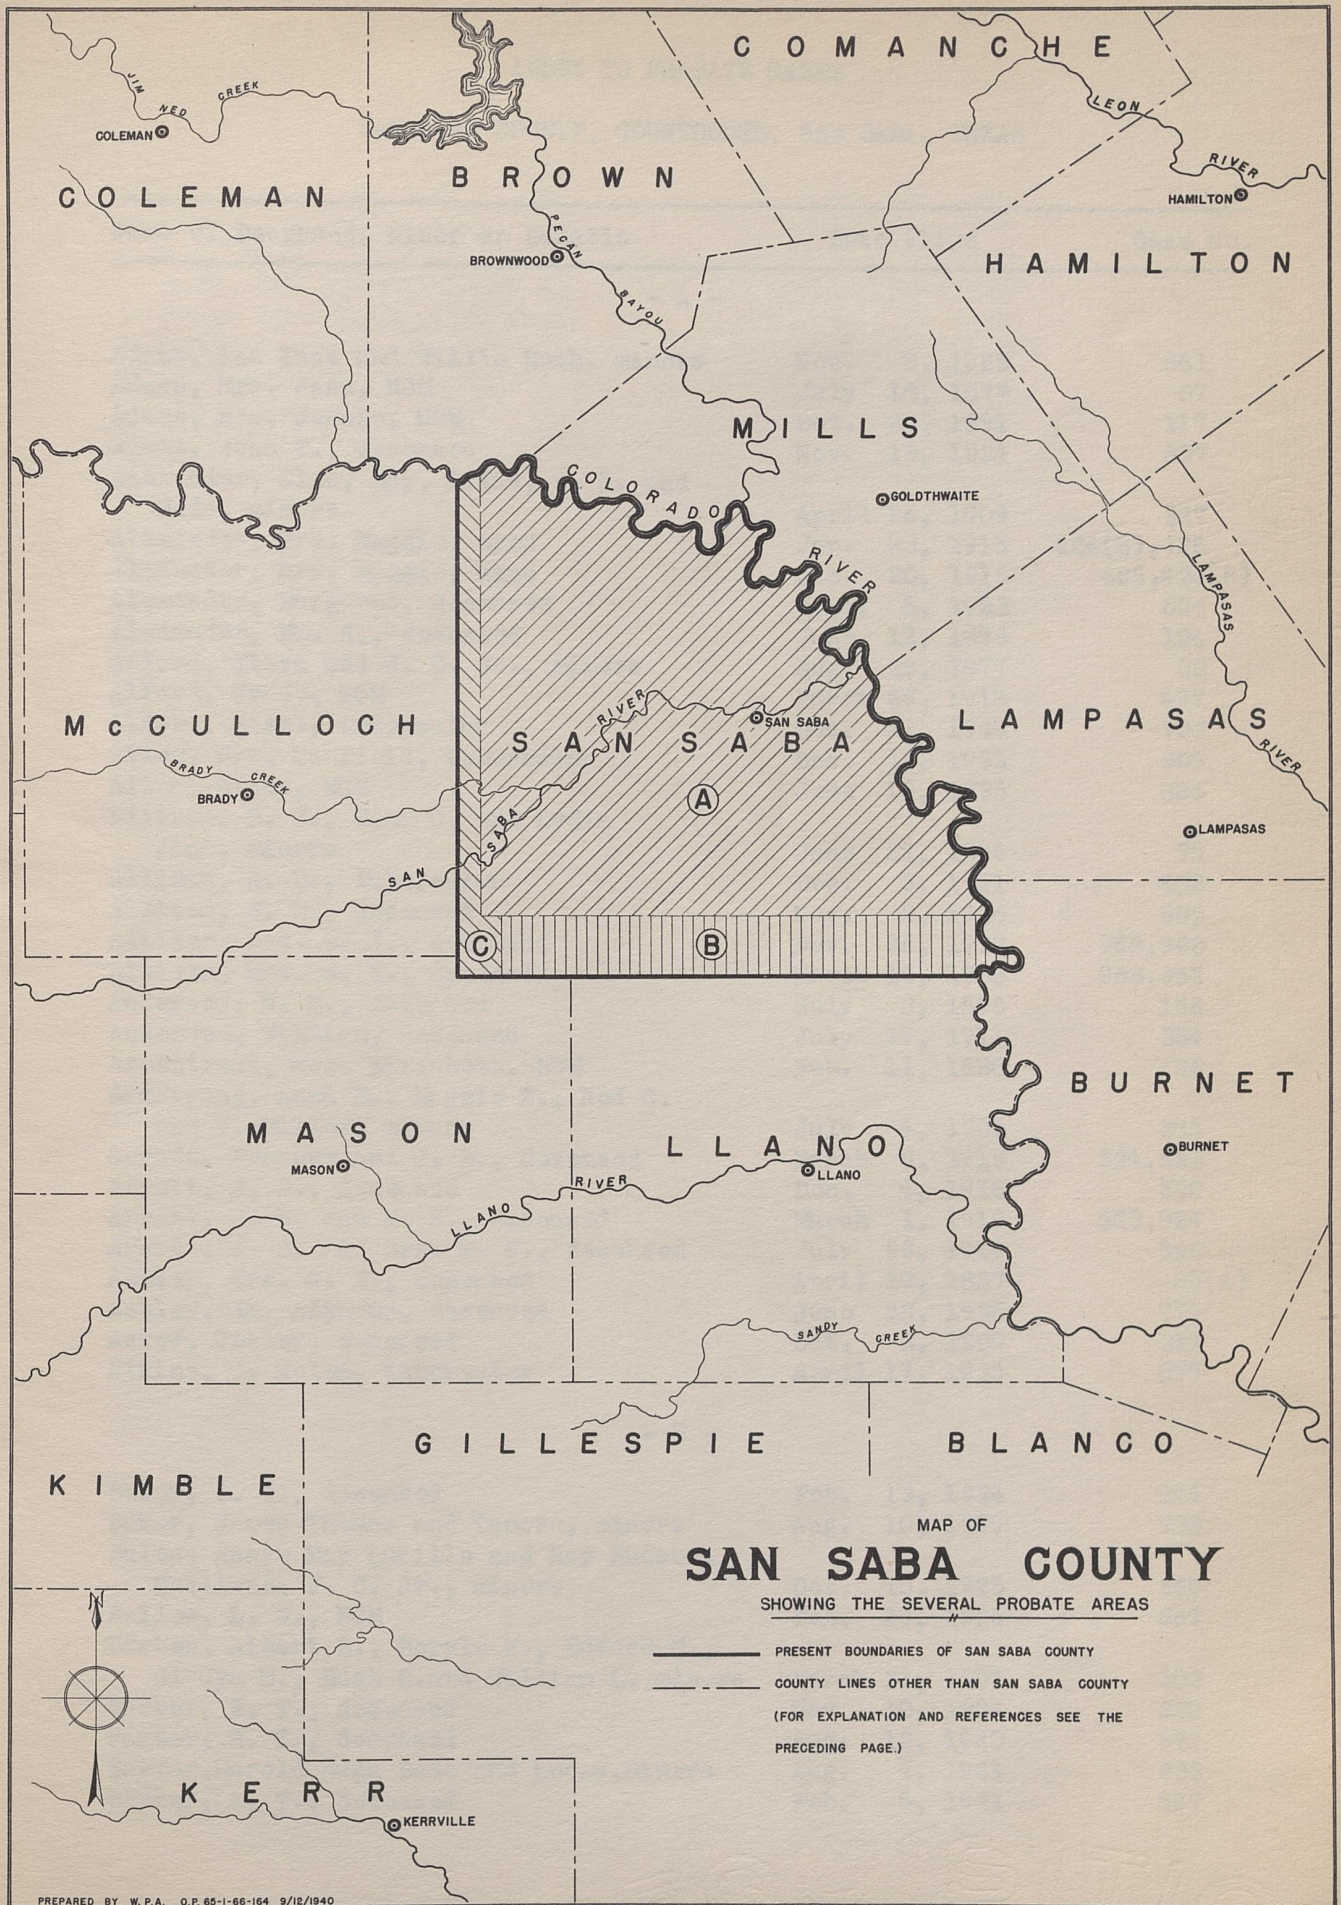 COMANCHE
JIM NED CREEK
COLEMAN
LEON RIVER
HAMILTON
COLEMAN
BROWN
PECAN BAYOU
BROWNWOOD
HAMILTON
MILLS
COLORADO RIVER
GOLDTHWAITE
LAMPASAS RIVER
McCULLOCH
SAN SABA
SAN SABA
LAMPASAS
BRADY CREEK
BRADY
A
LAMPASAS
SAN SABA RIVER
C
B
BURNET
MASON
LLANO
MASON
LLANO
BURNET
LLANO RIVER
SANDY CREEK
GILLESPIE
BLANCO
KIMBLE
MAP OF
SAN SABA COUNTY
SHOWING THE SEVERAL PROBATE AREAS
PRESENT BOUNDARIES OF SAN SABA COUNTY
COUNTY LINES OTHER THAN SAN SABA COUNTY
(FOR EXPLANATION AND REFERENCES SEE THE
PRECEDING PAGE.)
N
KERR
KERRVILLE
PREPARED BY W.P.A. O.P. 65-1-66-164 9/12/1940